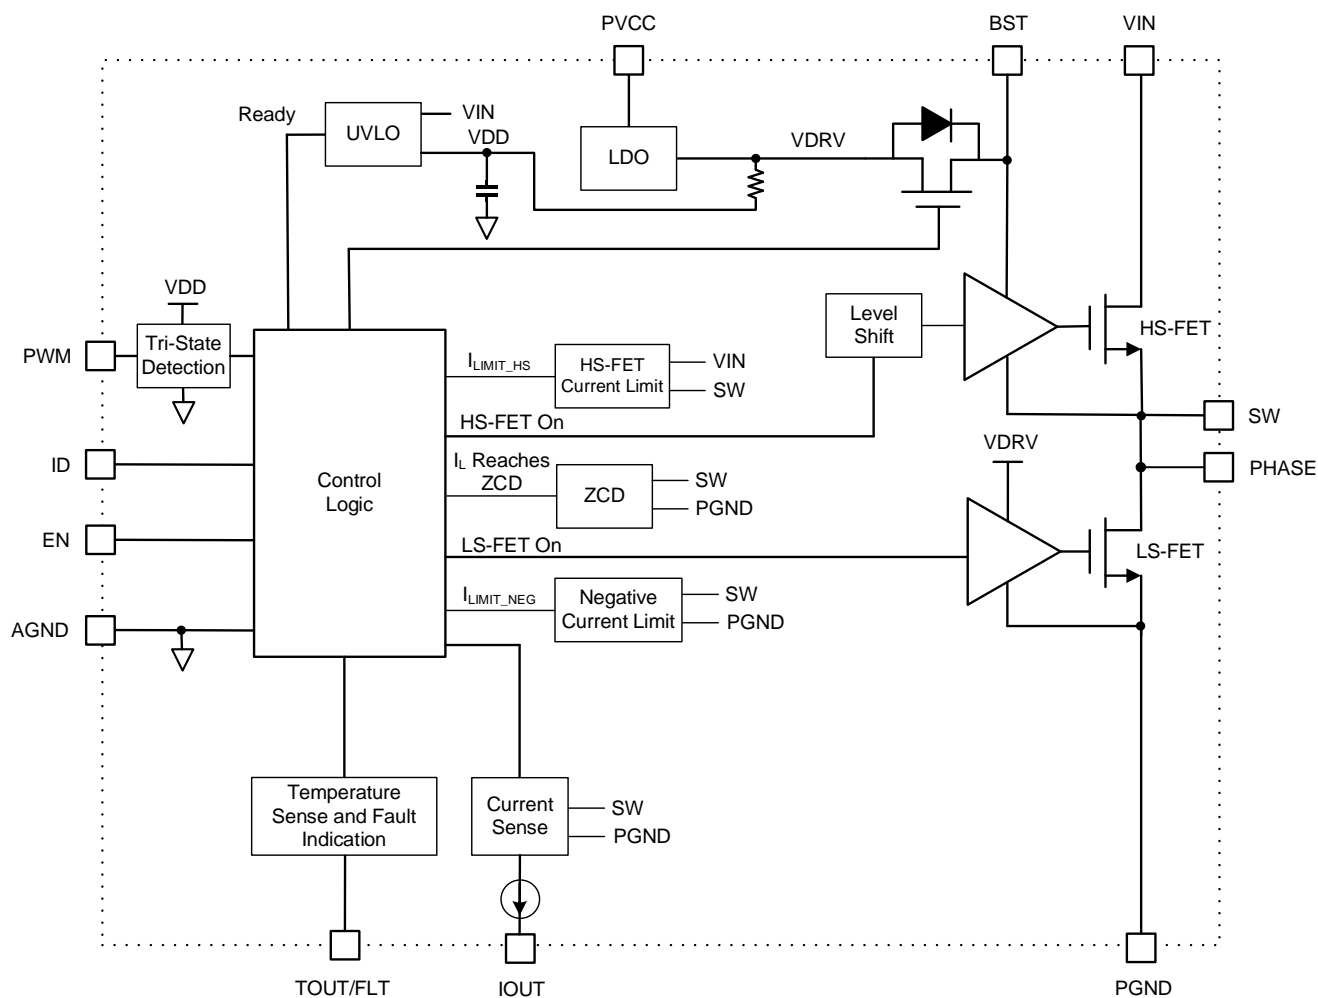 PVCC
BST
VIN
Ready
UVLO
VIN
VDD
LDO
VDRV
VDD
PWM
Tri-State
Detection
Level
Shift
HS-FET
I_LIMIT_HS
HS-FET
Current Limit
VIN
SW
HS-FET On
SW
VDRV
PHASE
ID
Control
Logic
I_L Reaches
ZCD
ZCD
SW
PGND
EN
LS-FET On
LS-FET
I_LIMIT_NEG
Negative
Current Limit
SW
PGND
AGND
Temperature
Sense and Fault
Indication
Current
Sense
SW
PGND
TOUT/FLT
IOUT
PGND